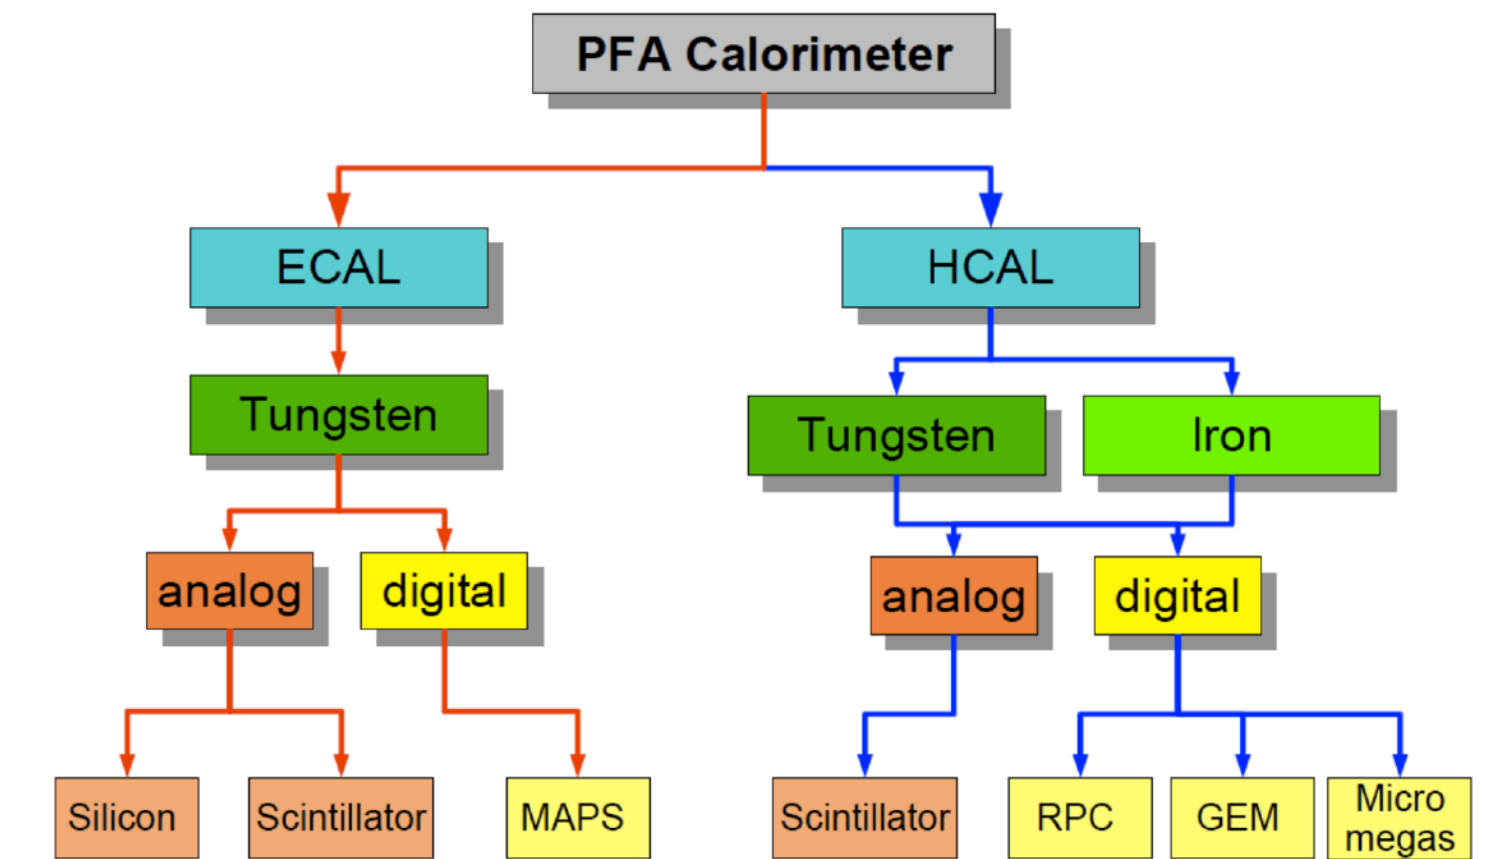 PFA Calorimeter
ECAL
HCAL
Tungsten
Tungsten
Iron
analog
digital
analog
digital
Silicon
Scintillator
MAPS
Scintillator
RPC
GEM
Micro
megas